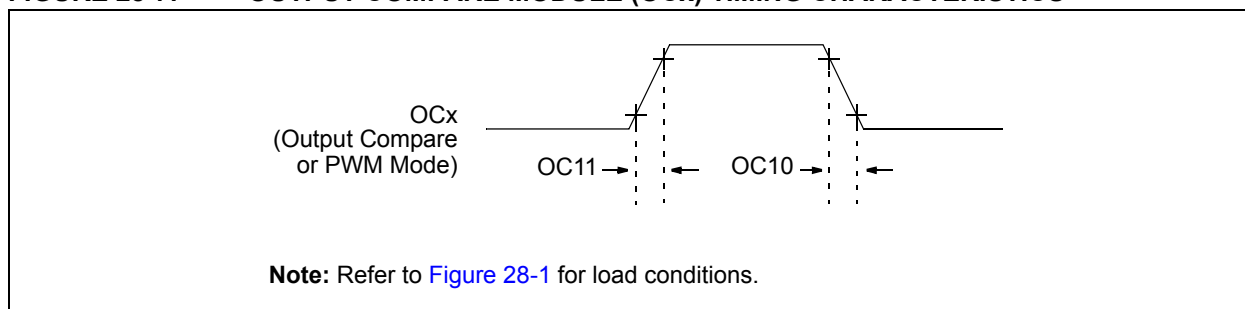 OCx
(Output Compare
or PWM Mode)
OC11
OC10
Note: Refer to Figure 28-1 for load conditions.